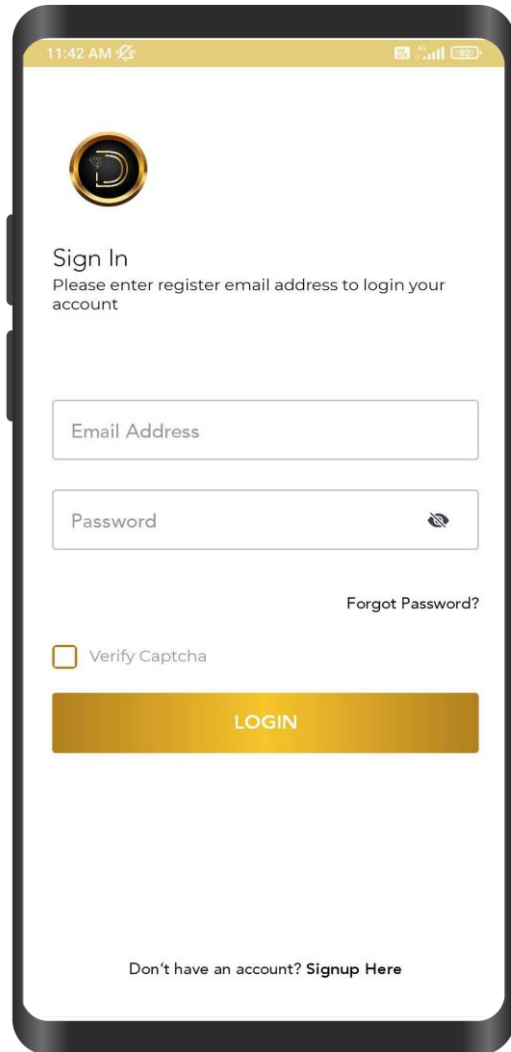 11:42 AM
92
D
Sign In
Please enter register email address to login your
account
Email Address
Password
Forgot Password?
Verify Captcha
LOGIN
Don't have an account? Signup Here